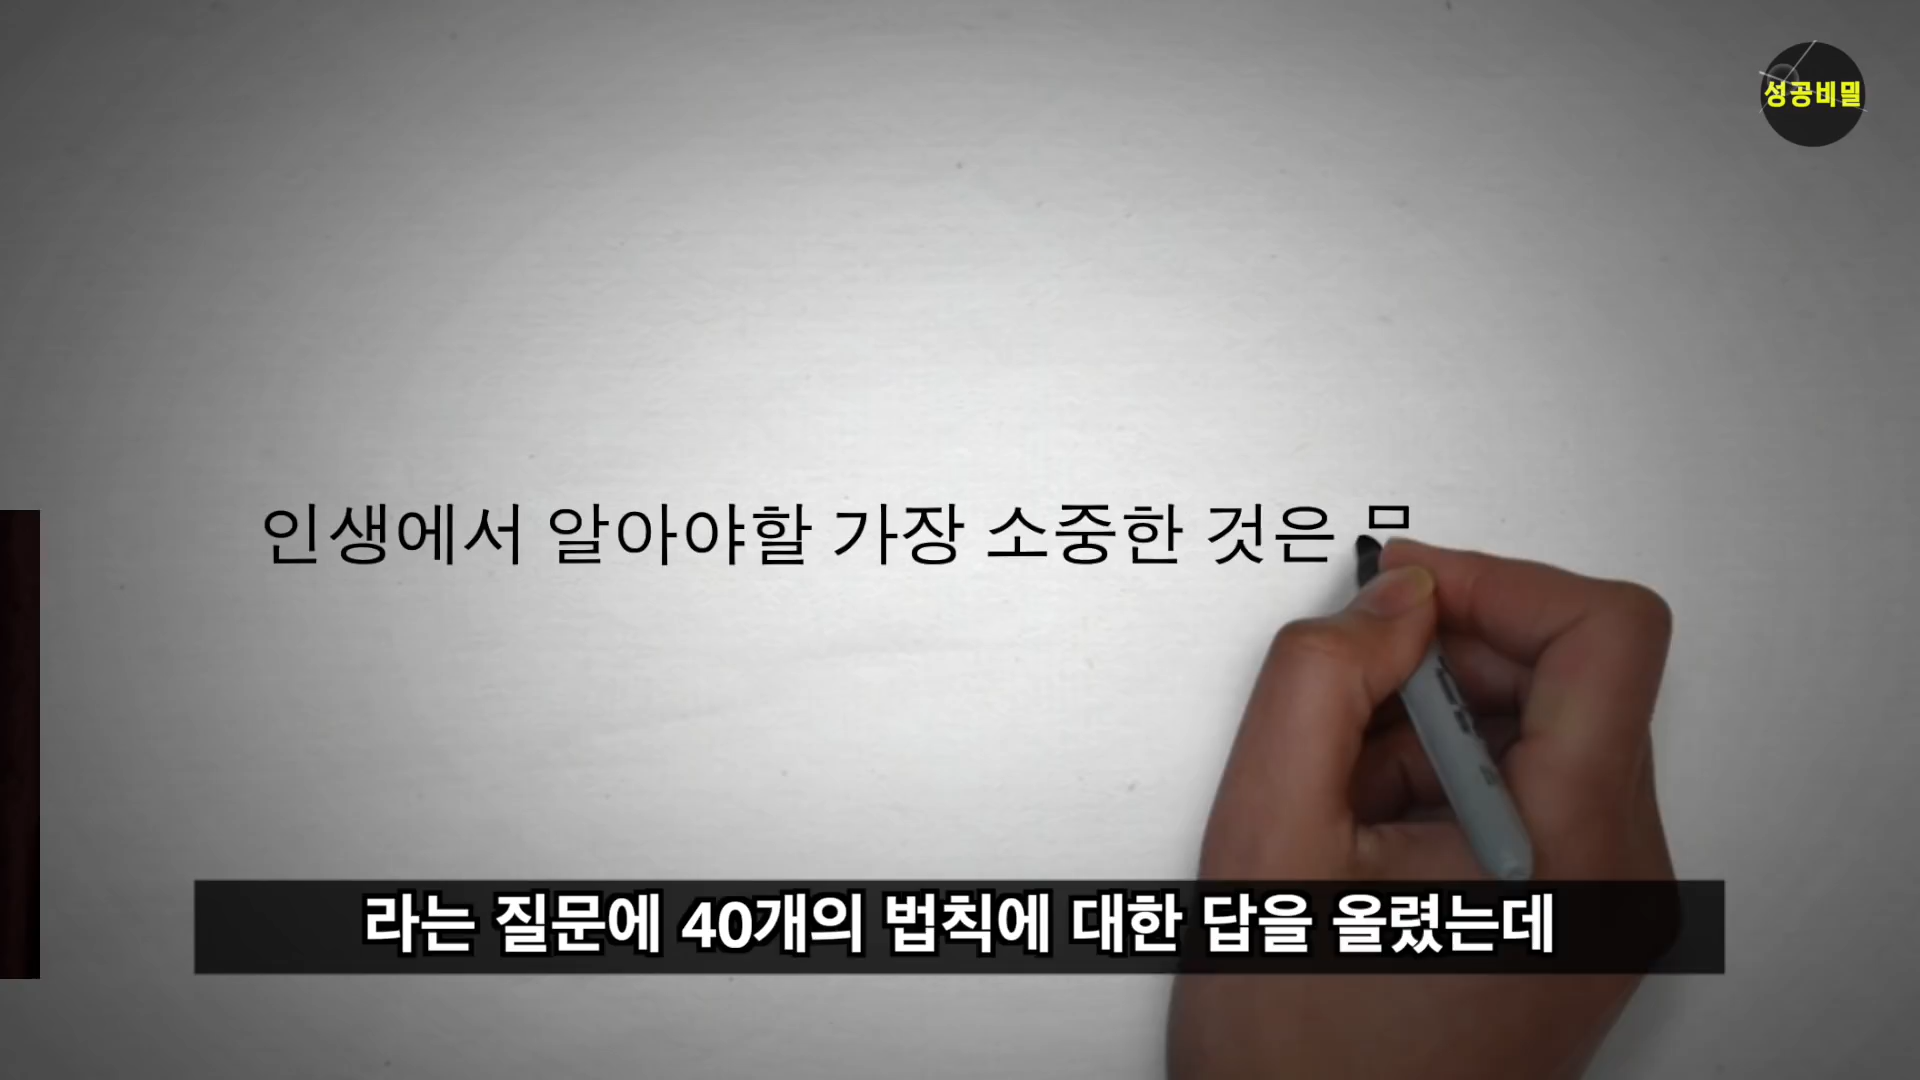 성공비밀
인생에서 알아야할 가장 소중한 것은
라는 질문에 40개의 법칙에 대한 답을 올렸는데